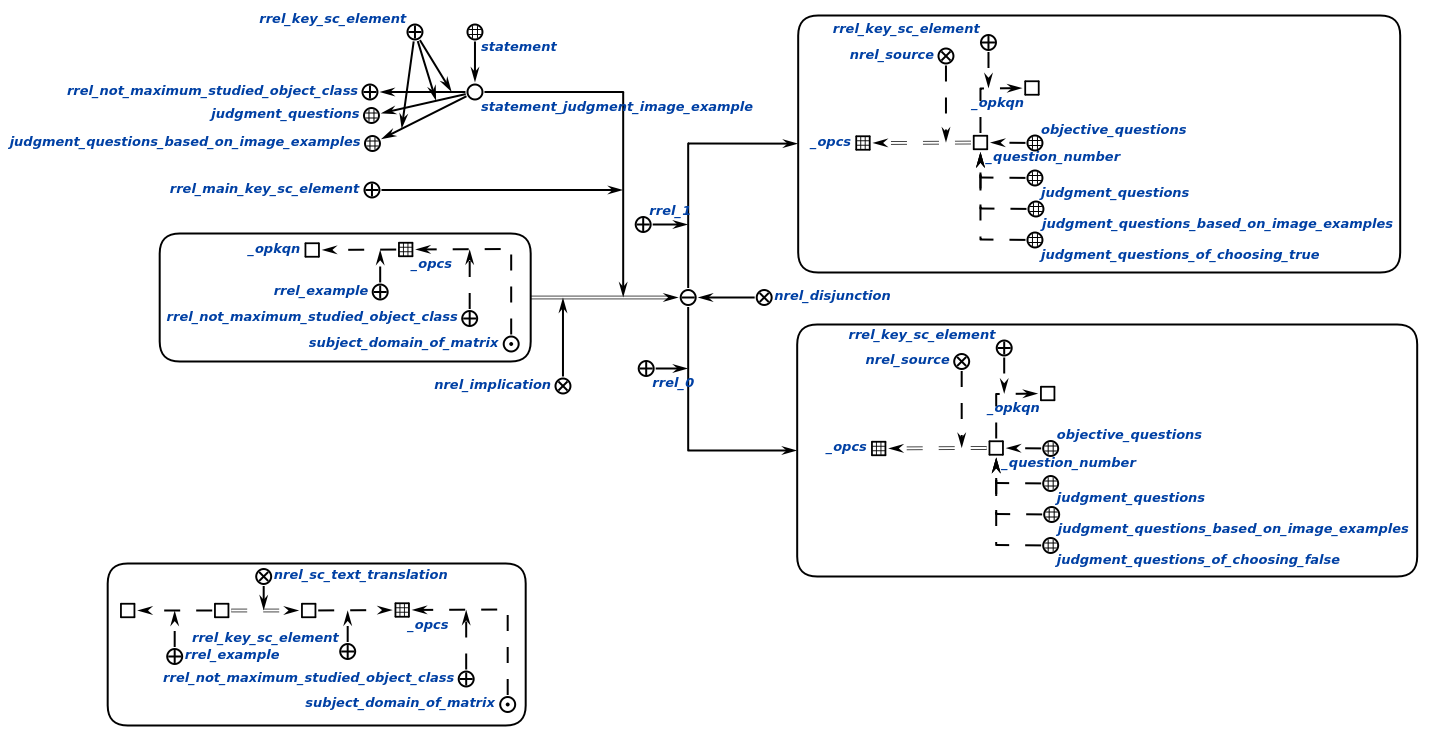 rrel_key_sc_element
statement
rrel_not_maximum_studied_object_class
statement_judgment_image_example
judgment_questions
judgment_questions_based_on_image_examples
rrel_main_key_sc_element
rrel_1
_opkqn
_opcs
rrel_example
rrel_not_maximum_studied_object_class
subject_domain_of_matrix
nrel_implication
nrel_disjunction
rrel_0
rrel_key_sc_element
nrel_source
_opkqn
objective_questions
_opcs
_question_number
judgment_questions
judgment_questions_based_on_image_examples
judgment_questions_of_choosing_true
rrel_key_sc_element
nrel_source
_opkqn
objective_questions
_opcs
_question_number
judgment_questions
judgment_questions_based_on_image_examples
judgment_questions_of_choosing_false
nrel_sc_text_translation
_opcs
rrel_key_sc_element
rrel_example
rrel_not_maximum_studied_object_class
subject_domain_of_matrix